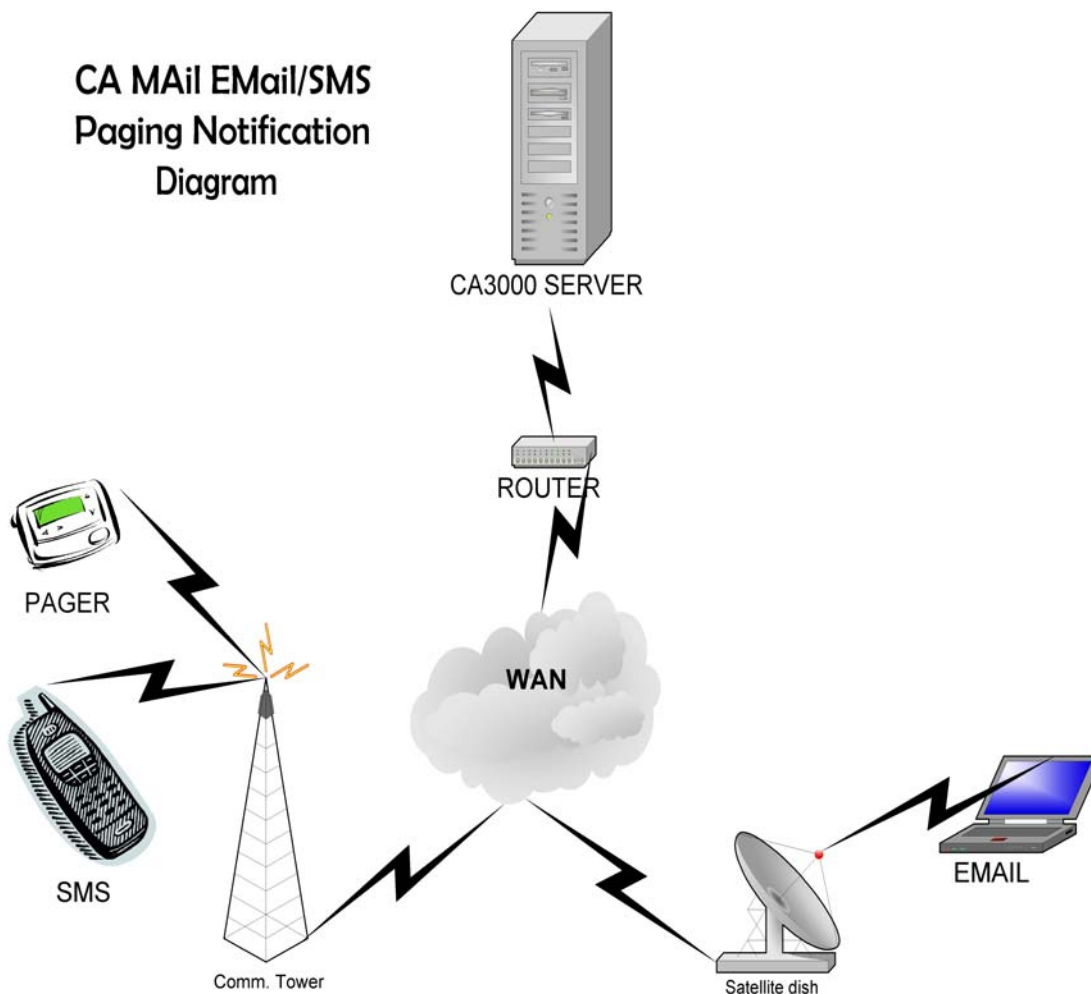 CA MAil EMail/SMS
Paging Notification
Diagram
CA3000 SERVER
ROUTER
PAGER
WAN
SMS
EMAIL
Comm. Tower
Satellite dish